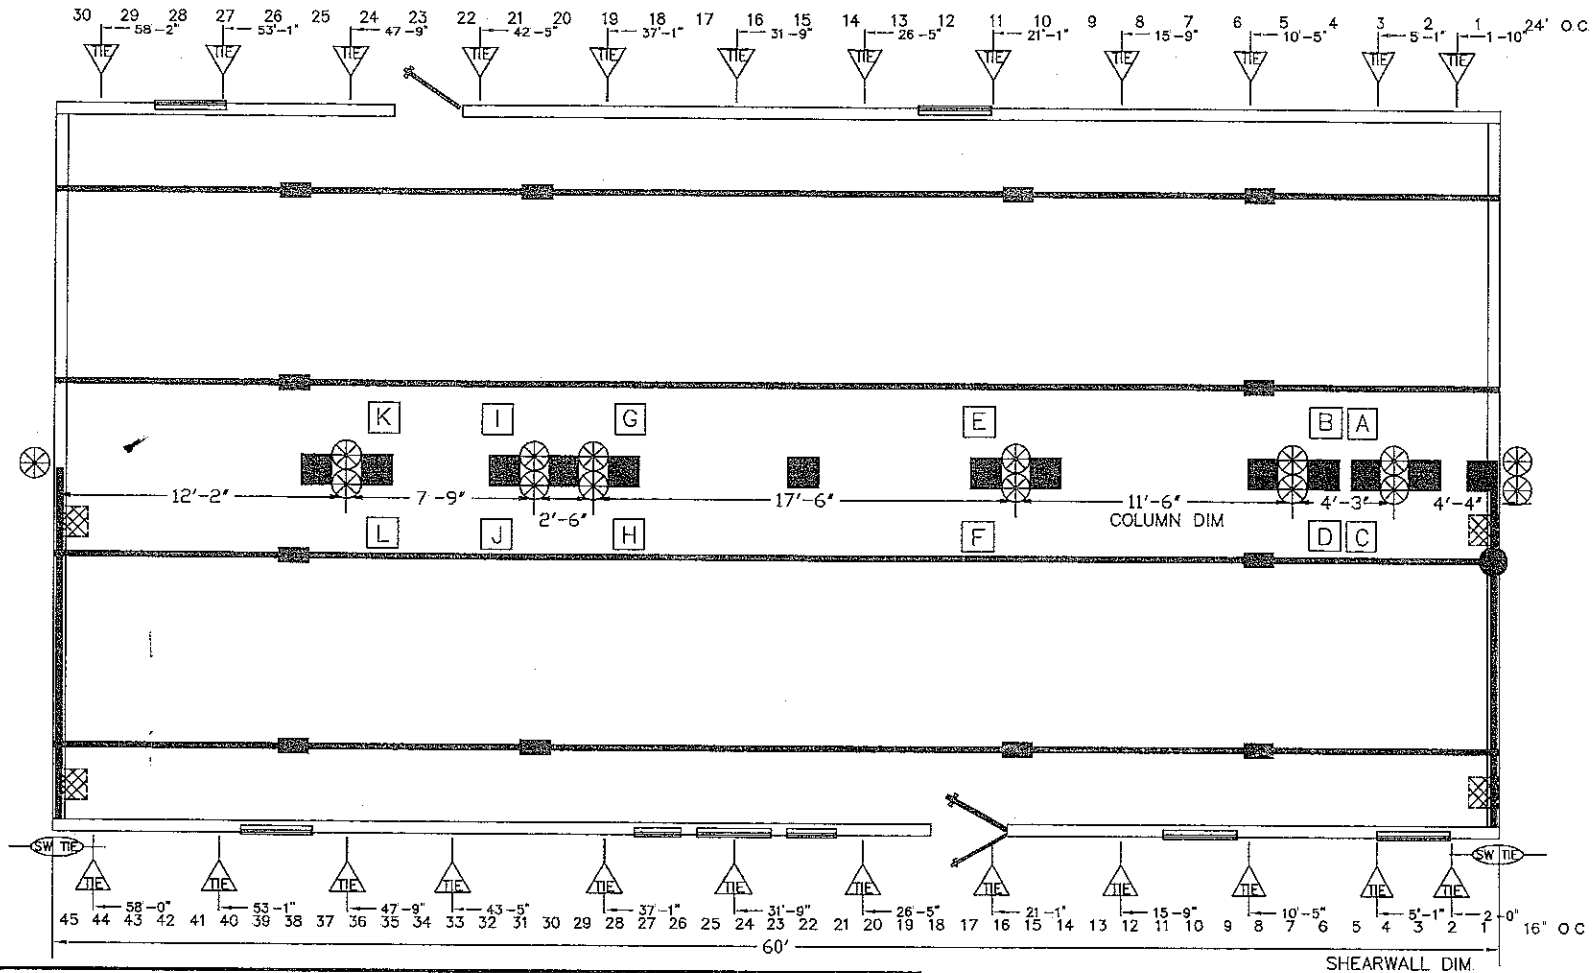 30 29 28 27 26 25 24 23 22 21 20 19 18 17 16 15 14 13 12 11 10 9 8 7 6 5 4 3 2 1 24' O.C.
58'-2" 53'-1" 47'-9" 42'-5" 37'-1" 31'-9" 26'-5" 21'-1" 15'-9" 10'-5" 5'-1" 1'-10"
TIE TIE TIE TIE TIE TIE TIE TIE TIE TIE TIE TIE
K I G E B A
12'-2" 7'-9" 2'-6" 17'-6" 11'-6" 4'-3" 4'-4"
COLUMN DIM
L J H F D C
SW TIE SW TIE
TIE TIE TIE TIE TIE TIE TIE TIE TIE TIE TIE TIE
58'-0" 53'-1" 47'-9" 43'-5" 37'-1" 31'-9" 26'-5" 21'-1" 15'-9" 10'-5" 5'-1" 2'-0"
45 44 43 42 41 40 39 38 37 36 35 34 33 32 31 30 29 28 27 26 25 24 23 22 21 20 19 18 17 16 15 14 13 12 11 10 9 8 7 6 5 4 3 2 1 16" O C
60'
SHEARWALL DIM.